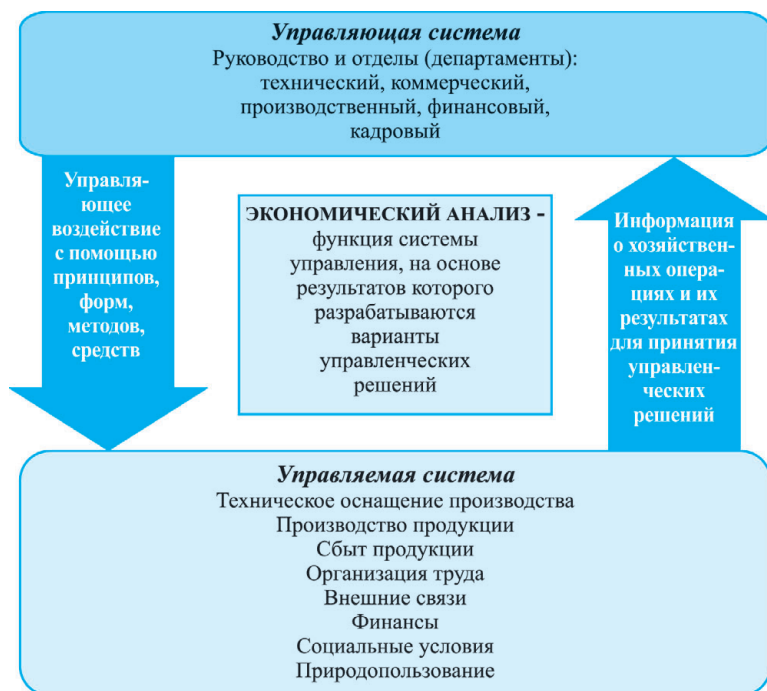 Управляющая система
Руководство и отделы (департаменты):
технический, коммерческий,
производственный, финансовый,
кадровый
Управля-
ющее
воздействие
с помощью
принципов,
форм,
методов,
средств
ЭКОНОМИЧЕСКИЙ АНАЛИЗ -
функция системы
управления, на основе
результатов которого
разрабатываются
варианты
управленческих
решений
Информация
о хозяйствен-
ных опера-
циях и их
результатах
для принятия
управлен-
ческих
решений
Управляемая система
Техническое оснащение производства
Производство продукции
Сбыт продукции
Организация труда
Внешние связи
Финансы
Социальные условия
Природопользование